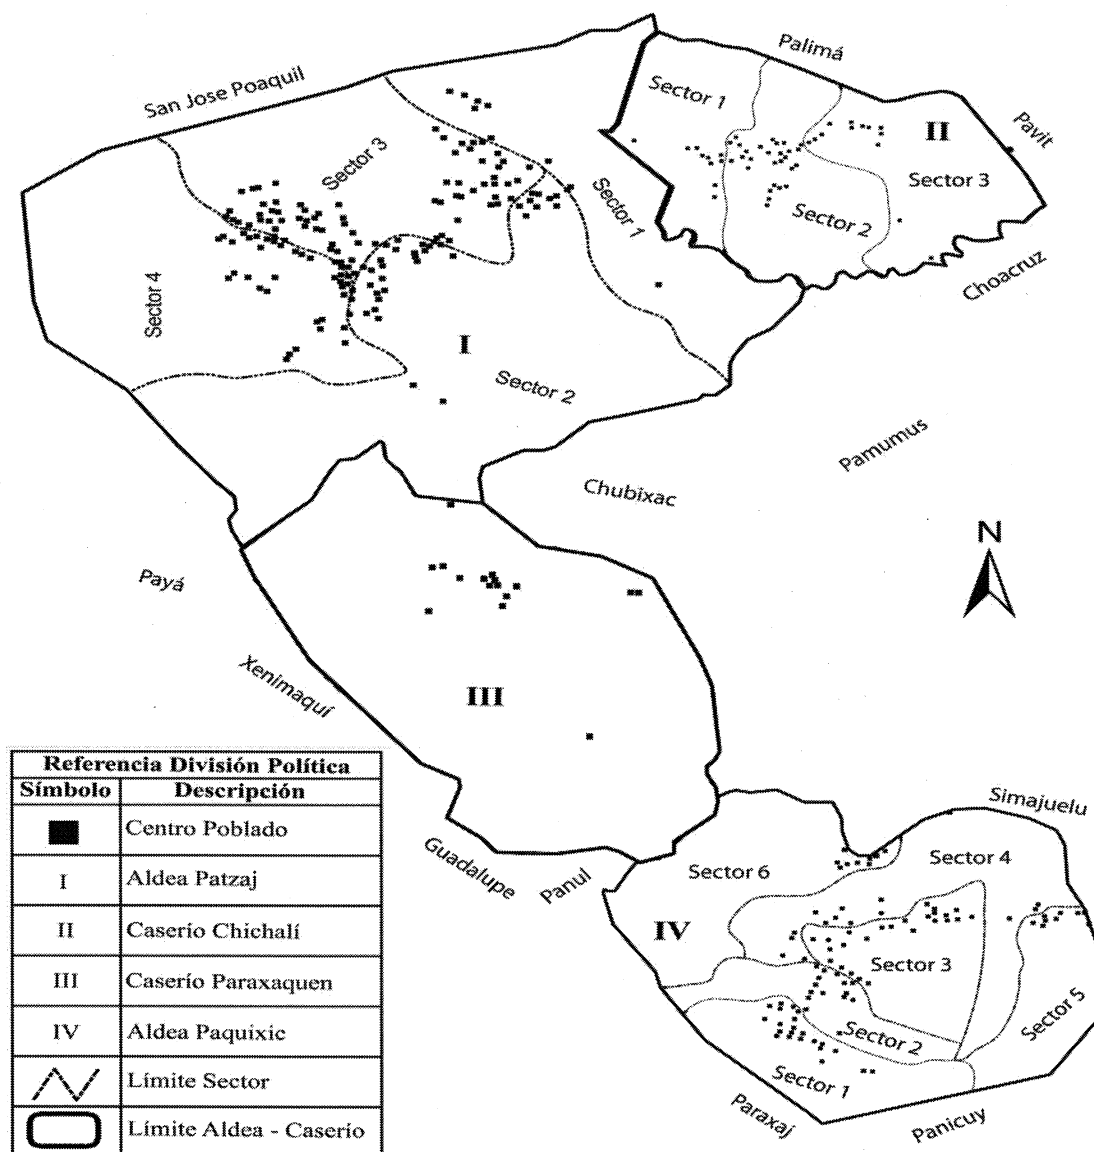 Palimá
San Jose Poaquil
Sector 1
II
Pavit
Sector 3
Sector 3
Sector 1
Sector 2
Choacruz
Sector 4
I
Sector 2
Pamumus
Chubixac
N
Payá
Xenimaquí
III
Referencia División Política
Símbolo Descripción
Centro Poblado
I Aldea Patzaj
II Caserío Chichalí
III Caserío Paraxaquen
IV Aldea Paquixic
Límite Sector
Límite Aldea - Caserío
Simajuelu
Guadalupe
Panul
Sector 6
Sector 4
IV
Sector 3
Sector 5
Sector 2
Sector 1
Paraxaj
Panicuy